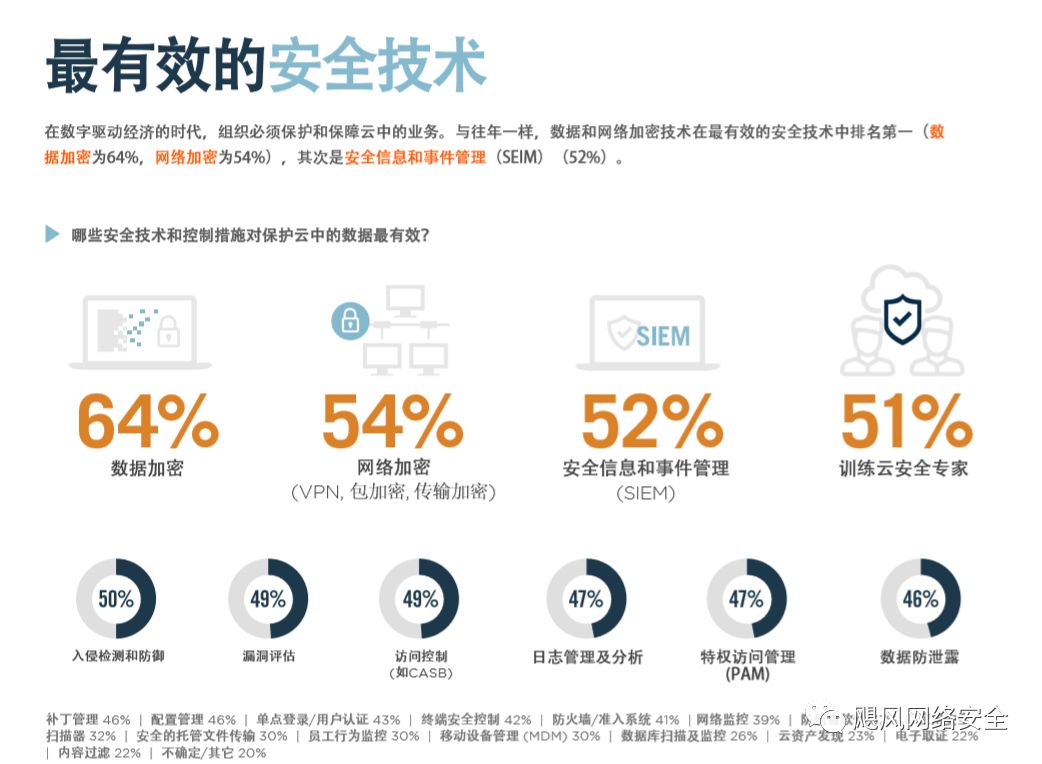 最有效的安全技术
在数字驱动经济的时代，组织必须保护和保障云中的业务。与往年一样，数据和网络加密技术在最有效的安全技术中排名第一（数
据加密为64%，网络加密为54%），其次是安全信息和事件管理（SEIM）（52%）。
哪些安全技术和控制措施对保护云中的数据最有效？
SIEM
64% 54% 52% 51%
数据加密 网络加密 安全信息和事件管理 训练云安全专家
(VPN, 包加密, 传输加密) (SIEM)
50% 49% 49% 47% 47% 46%
入侵检测和防御 漏洞评估 访问控制 日志管理及分析 特权访问管理 数据防泄露
(如CASB) (PAM)
补丁管理 46% | 配置管理 46% | 单点登录/用户认证 43% | 终端安全控制 42% | 防火墙/准入系统 41% | 网络监控 39% |
扫描器 32% | 安全的托管文件传输 30% | 员工行为监控 30% | 移动设备管理 (MDM) 30% | 数据库扫描及监控 26% | 云资产发现 23% | 电子取证 22%
| 内容过滤 22% | 不确定/其它 20%
飓风网络安全